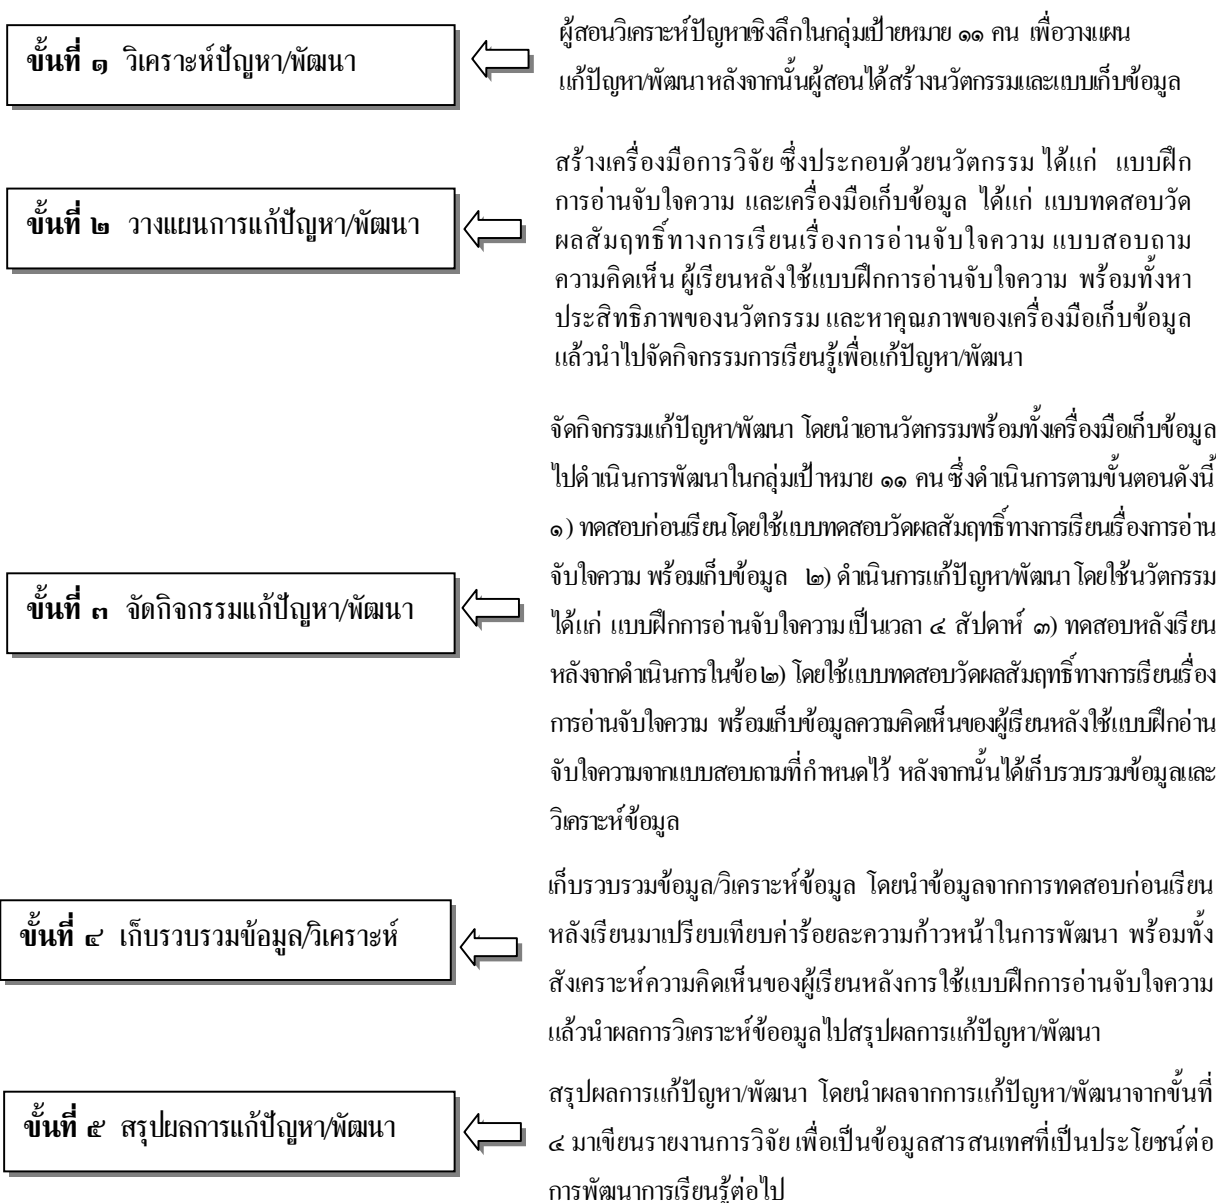 ขั้นที่ ๑ วิเคราะห์ปัญหา/พัฒนา
ผู้สอนวิเคราะห์ปัญหาเชิงลึกในกลุ่มเป้ายหมาย ๑๑ คน เพื่อวางแผน
แก้ปัญหา/พัฒนา หลังจากนั้นผู้สอนได้สร้างนวัตกรรมและแบบเก็บข้อมูล
ขั้นที่ ๒ วางแผนการแก้ปัญหา/พัฒนา
สร้างเครื่องมือการวิจัย ซึ่งประกอบด้วยนวัตกรรม ได้แก่ แบบฝึก
การอ่านจับใจความ และเครื่องมือเก็บข้อมูล ได้แก่ แบบทดสอบวัด
ผลสัมฤทธิ์ทางการเรียนเรื่องการอ่านจับใจความ แบบสอบถาม
ความคิดเห็น ผู้เรียนหลังใช้แบบฝึกการอ่านจับใจความ พร้อมทั้งหา
ประสิทธิภาพของนวัตกรรม และหาคุณภาพของเครื่องมือเก็บข้อมูล
แล้วนำไปจัดกิจกรรมการเรียนรู้เพื่อแก้ปัญหา/พัฒนา
ขั้นที่ ๓ จัดกิจกรรมแก้ปัญหา/พัฒนา
จัดกิจกรรมแก้ปัญหา/พัฒนา โดยนำเอานวัตกรรมพร้อมทั้งเครื่องมือเก็บข้อมูล
ไปดำเนินการพัฒนาในกลุ่มเป้าหมาย ๑๑ คน ซึ่งดำเนินการตามขั้นตอนดังนี้
๑) ทดสอบก่อนเรียนโดยใช้แบบทดสอบวัดผลสัมฤทธิ์ทางการเรียนเรื่องการอ่าน
จับใจความ พร้อมเก็บข้อมูล ๒) ดำเนินการแก้ปัญหา/พัฒนา โดยใช้นวัตกรรม
ได้แก่ แบบฝึกการอ่านจับใจความ เป็นเวลา ๔ สัปดาห์ ๓) ทดสอบหลังเรียน
หลังจากดำเนินการในข้อ ๒) โดยใช้แบบทดสอบวัดผลสัมฤทธิ์ทางการเรียนเรื่อง
การอ่านจับใจความ พร้อมเก็บข้อมูลความคิดเห็นของผู้เรียนหลังใช้แบบฝึกอ่าน
จับใจความจากแบบสอบถามที่กำหนดไว้ หลังจากนั้นได้เก็บรวบรวมข้อมูลและ
วิเคราะห์ข้อมูล
ขั้นที่ ๔ เก็บรวบรวมข้อมูล/วิเคราะห์
เก็บรวบรวมข้อมูล/วิเคราะห์ข้อมูล โดยนำข้อมูลจากการทดสอบก่อนเรียน
หลังเรียนมาเปรียบเทียบค่าร้อยละความก้าวหน้าในการพัฒนา พร้อมทั้ง
สังเคราะห์ความคิดเห็นของผู้เรียนหลังการใช้แบบฝึกการอ่านจับใจความ
แล้วนำผลการวิเคราะห์ข้ออมูลไปสรุปผลการแก้ปัญหา/พัฒนา
ขั้นที่ ๕ สรุปผลการแก้ปัญหา/พัฒนา
สรุปผลการแก้ปัญหา/พัฒนา โดยนำผลจากการแก้ปัญหา/พัฒนาจากขั้นที่
๔ มาเขียนรายงานการวิจัย เพื่อเป็นข้อมูลสารสนเทศที่เป็นประโยชน์ต่อ
การพัฒนาการเรียนรู้ต่อไป